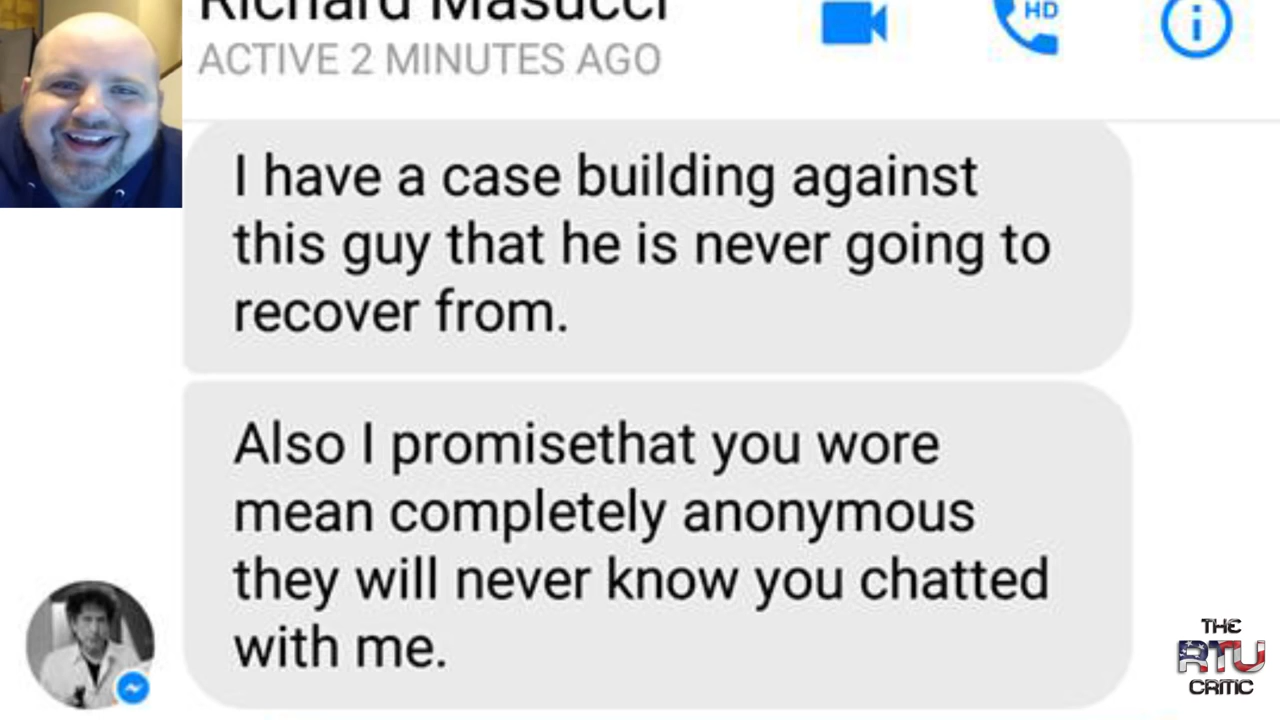 Richard Masucci
ACTIVE 2 MINUTES AGO
HD
I have a case building against
this guy that he is never going to
recover from.
Also I promisethat you wore
mean completely anonymous
they will never know you chatted
with me.
THE
RTU
CRITIC